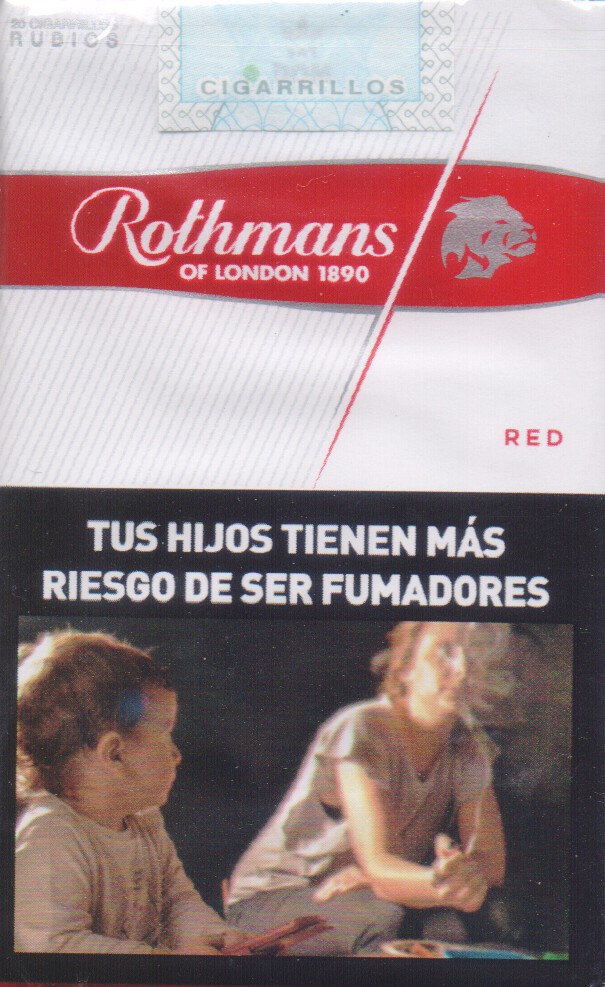 20 CIGARRILLOS
RUBIOS
CIGARRILLOS
Rothmans
OF LONDON 1890
RED
TUS HIJOS TIENEN MÁS
RIESGO DE SER FUMADORES